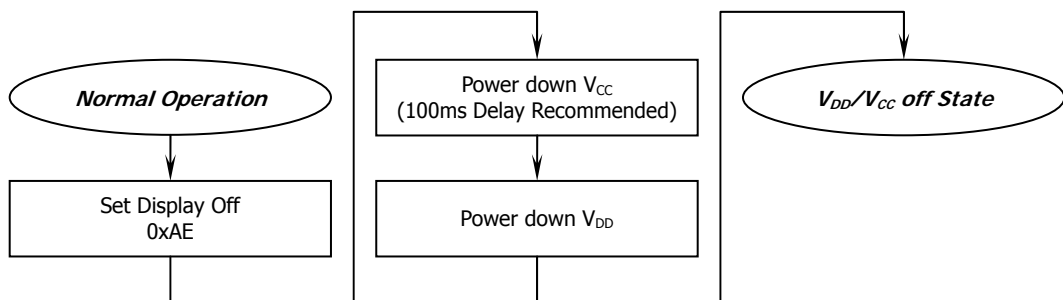 Normal Operation
Set Display Off
0xAE
Power down VCC
(100ms Delay Recommended)
Power down VDD
VDD/VCC off State